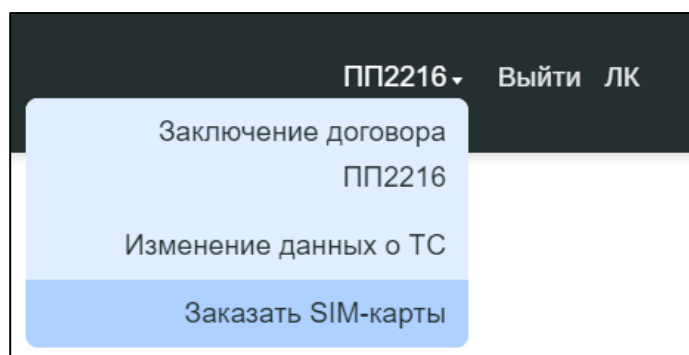 ПП2216 Выйти ЛК
Заключение договора
ПП2216
Изменение данных о ТС
Заказать SIM-карты